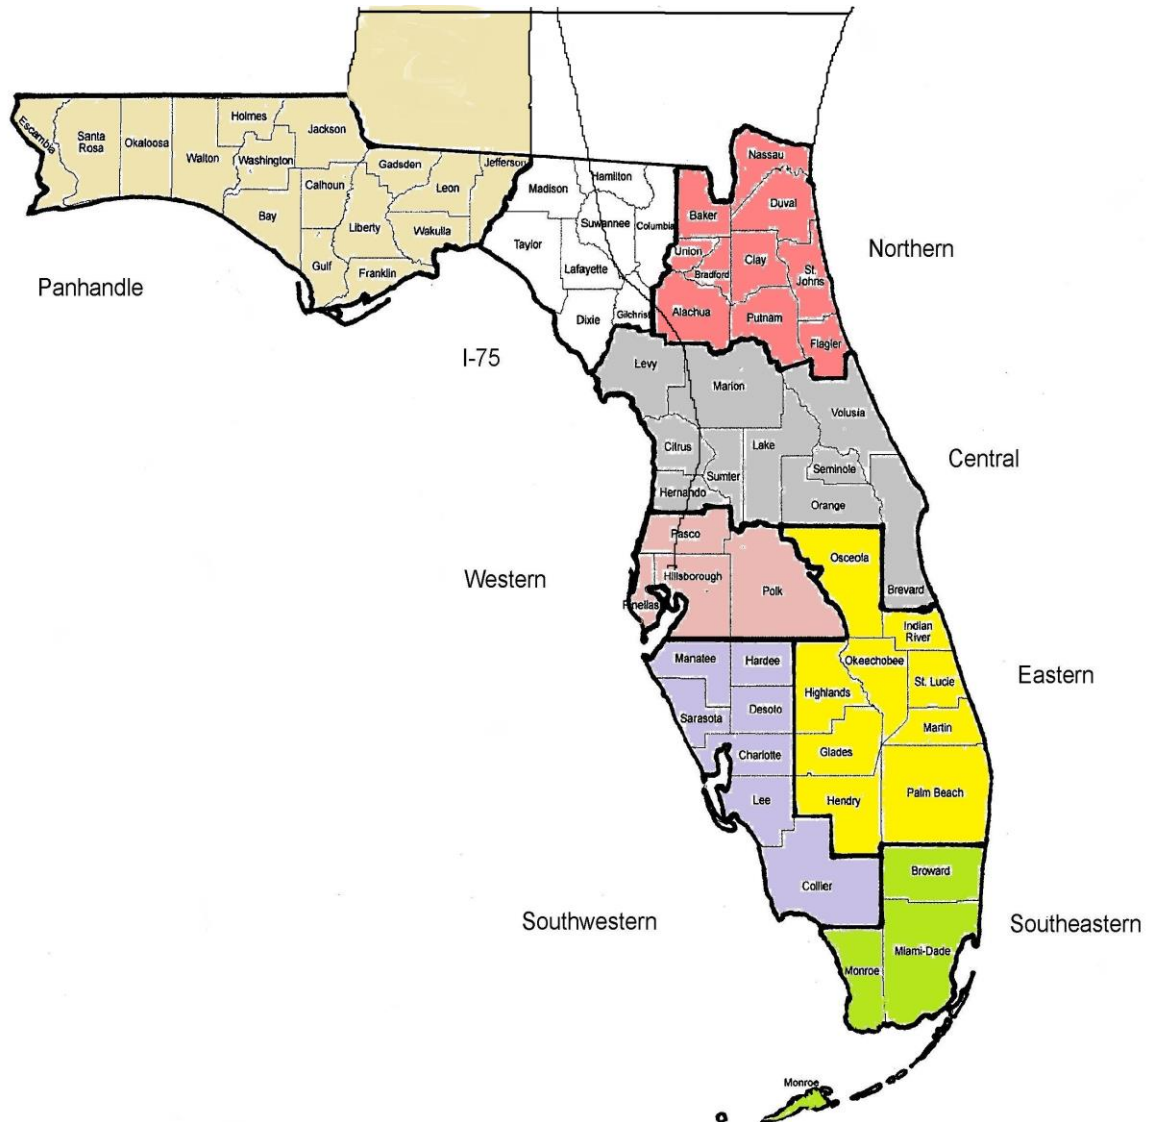 Holmes
Jackson
Escambia
Santa
Rosa
Okaloosa
Walton
Washington
Calhoun
Bay
Gulf
Liberty
Franklin
Gadsden
Leon
Wakulla
Jefferson
Panhandle
Madison
Hamilton
Suwannee
Columbia
Taylor
Lafayette
Dixie
Gilchrist
I-75
Nassau
Duval
Baker
Union
Bradford
Clay
St.
Johns
Alachua
Putnam
Flagler
Northern
Levy
Marion
Volusia
Citrus
Sumter
Lake
Seminole
Hernando
Orange
Brevard
Central
Pasco
Hillsborough
Pinellas
Polk
Western
Osceola
Indian
River
Okeechobee
St. Lucie
Highlands
Martin
Glades
Hendry
Palm Beach
Eastern
Manatee
Hardee
Sarasota
Desoto
Charlotte
Lee
Collier
Southwestern
Broward
Miami-Dade
Monroe
Southeastern
Monroe